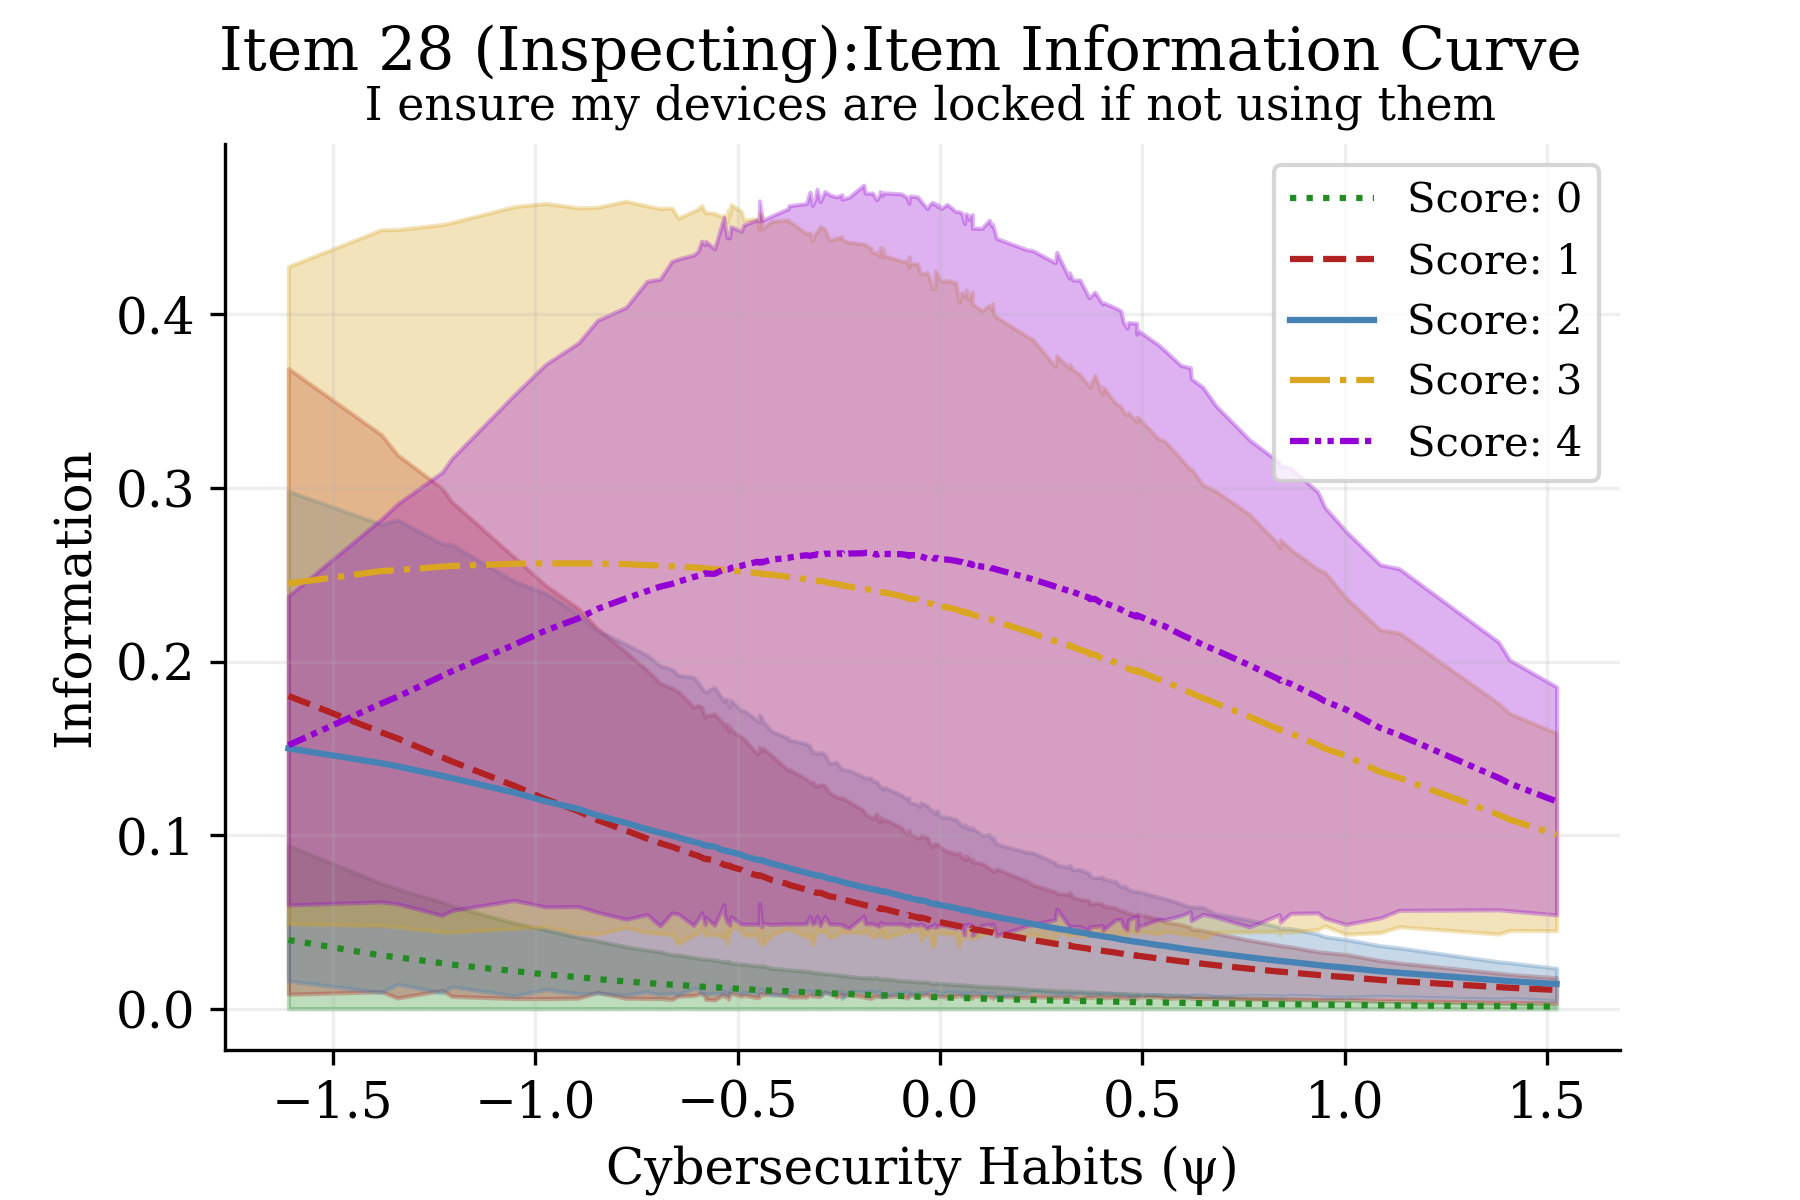 Item 28 (Inspecting):Item Information Curve
I ensure my devices are locked if not using them
Score: 0
Score: 1
Score: 2
Score: 3
Score: 4
Information
0.4
0.3
0.2
0.1
0.0
−1.5 −1.0 −0.5 0.0 0.5 1.0 1.5
Cybersecurity Habits (ψ)